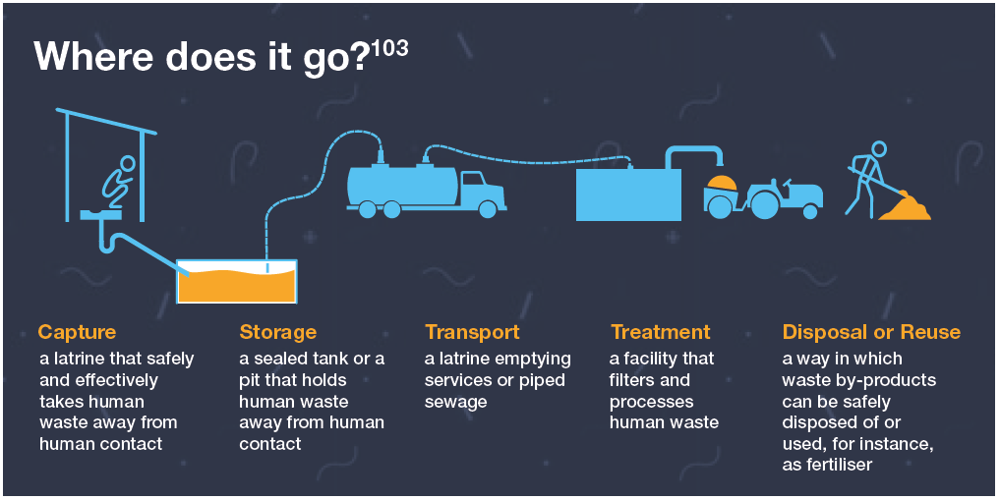 Where does it go?103
Capture
a latrine that safely
and effectively
takes human
waste away from
human contact
Storage
a sealed tank or a
pit that holds
human waste
away from human
contact
Transport
a latrine emptying
services or piped
sewage
Treatment
a facility that
filters and
processes
human waste
Disposal or Reuse
a way in which
waste by-products
can be safely
disposed of or
used, for instance,
as fertiliser